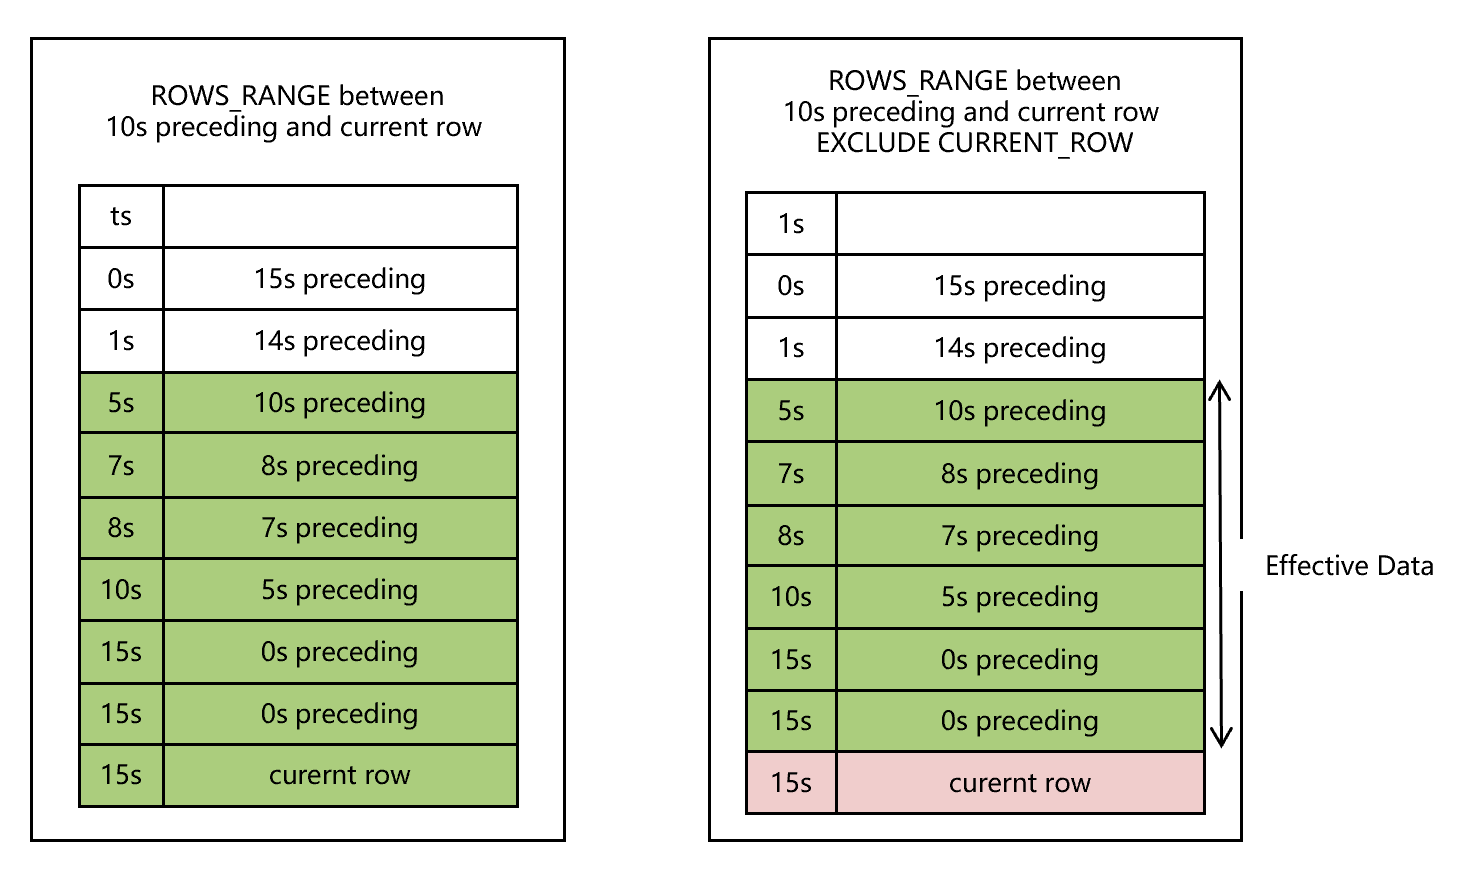 ROWS_RANGE between
10s preceding and current row
ts
0s 15s preceding
1s 14s preceding
5s 10s preceding
7s 8s preceding
8s 7s preceding
10s 5s preceding
15s 0s preceding
15s 0s preceding
15s curernt row
ROWS_RANGE between
10s preceding and current row
EXCLUDE CURRENT_ROW
1s
0s 15s preceding
1s 14s preceding
5s 10s preceding
7s 8s preceding
8s 7s preceding
10s 5s preceding
15s 0s preceding
15s 0s preceding
15s curernt row
Effective Data